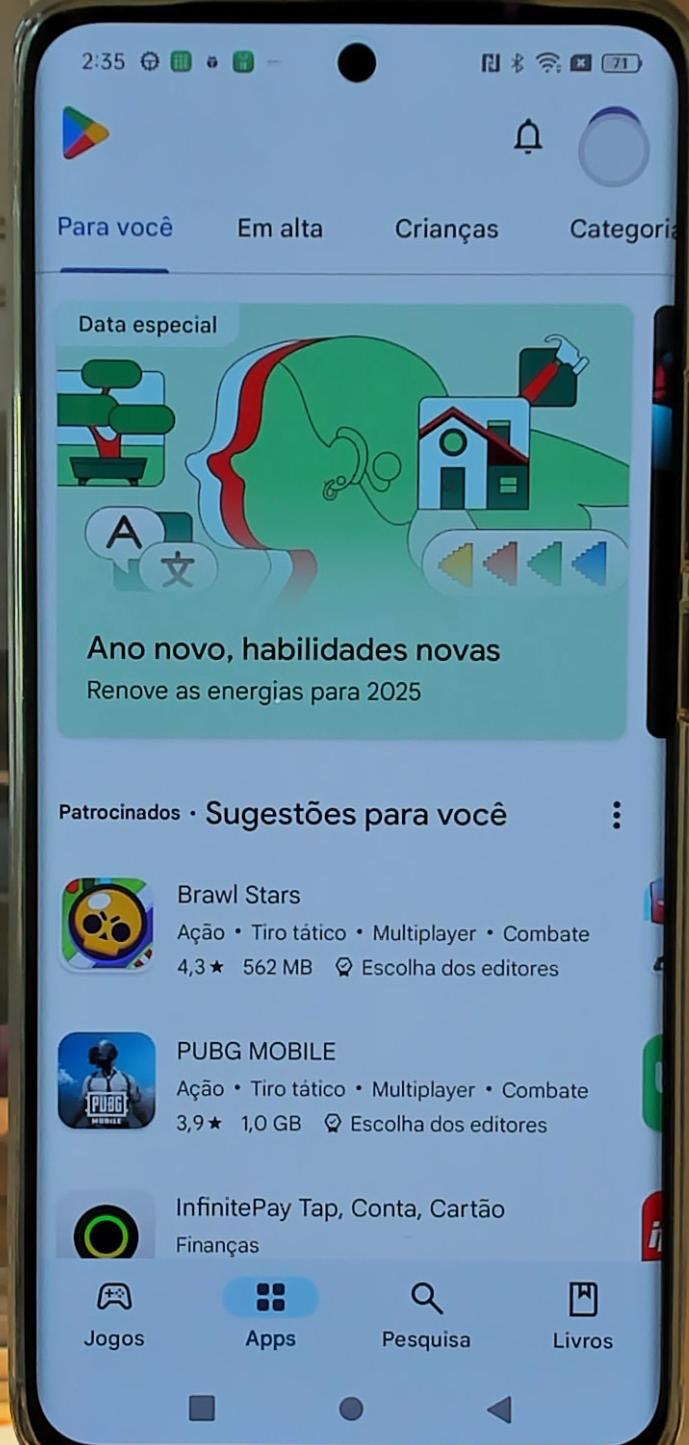 2:35
71
Para você
Em alta
Crianças
Categoria
Data especial
A
文
Ano novo, habilidades novas
Renove as energias para 2025
Patrocinados • Sugestões para você
Brawl Stars
Ação • Tiro tático • Multiplayer • Combate
4,3★ 562 MB Escolha dos editores
PUBG MOBILE
Ação • Tiro tático • Multiplayer • Combate
PUBG
MOBILE
3,9★ 1,0 GB Escolha dos editores
InfinitePay Tap, Conta, Cartão
Finanças
Jogos
Apps
Pesquisa
Livros